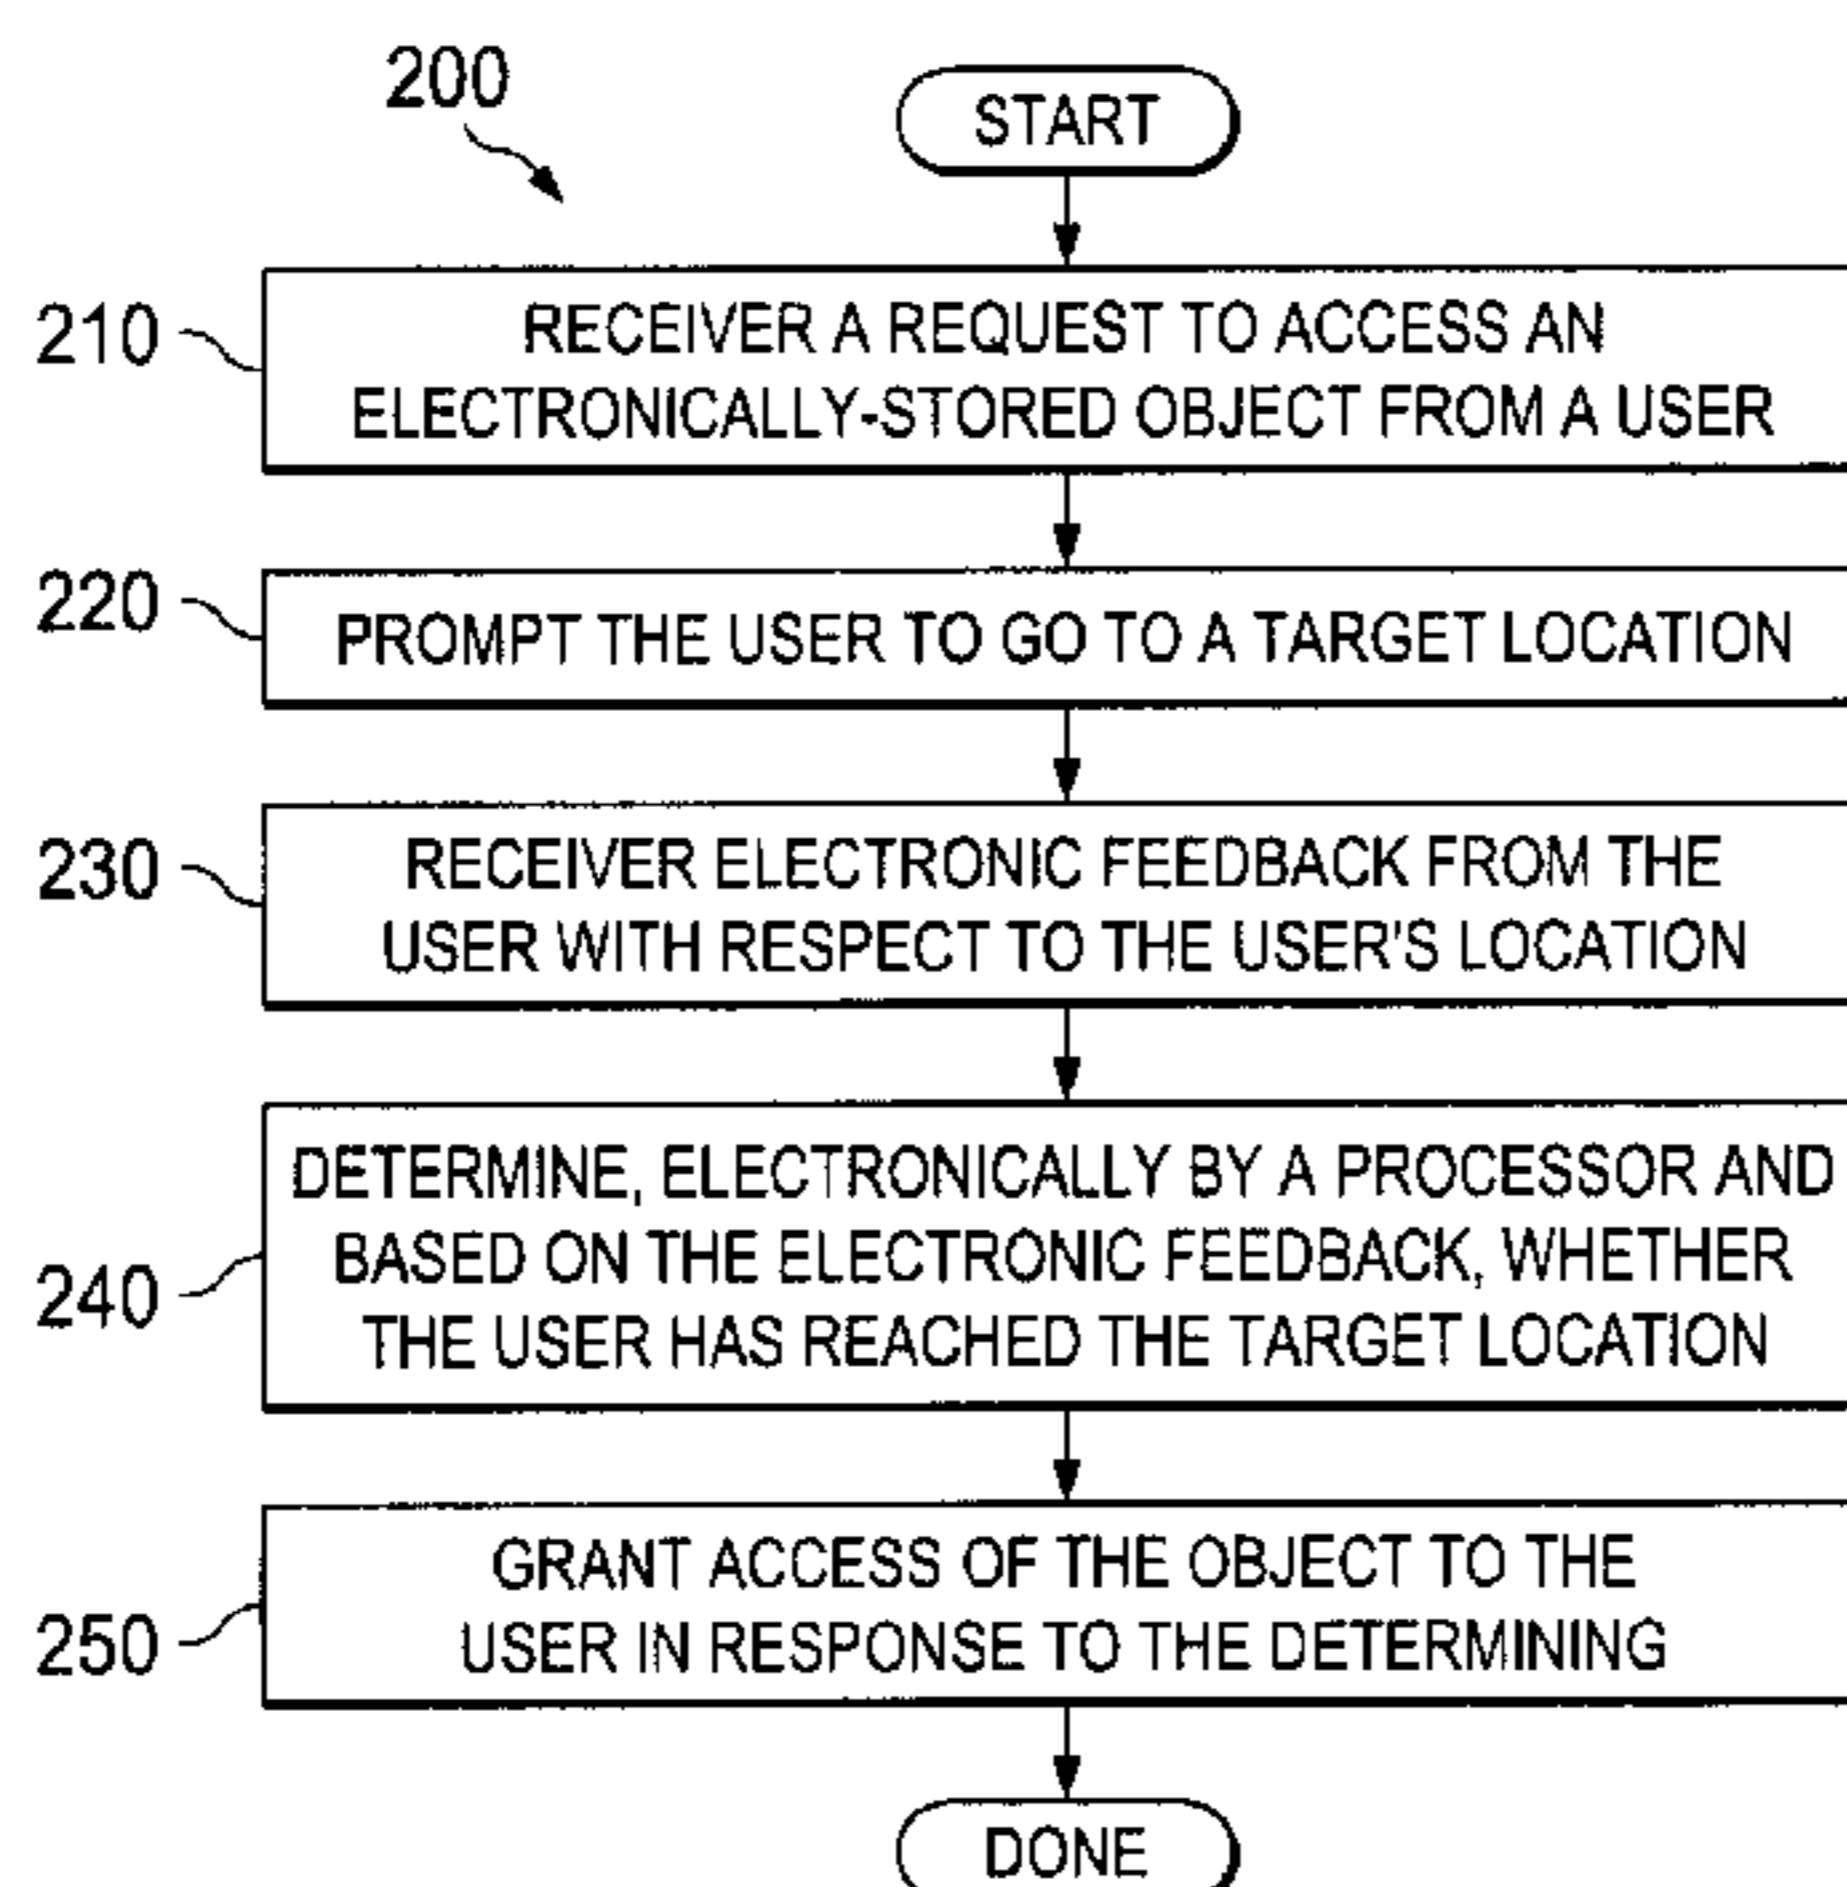 200
START
210
RECEIVER A REQUEST TO ACCESS AN
ELECTRONICALLY-STORED OBJECT FROM A USER
220
PROMPT THE USER TO GO TO A TARGET LOCATION
230
RECEIVER ELECTRONIC FEEDBACK FROM THE
USER WITH RESPECT TO THE USER'S LOCATION
240
DETERMINE, ELECTRONICALLY BY A PROCESSOR AND
BASED ON THE ELECTRONIC FEEDBACK, WHETHER
THE USER HAS REACHED THE TARGET LOCATION
250
GRANT ACCESS OF THE OBJECT TO THE
USER IN RESPONSE TO THE DETERMINING
DONE